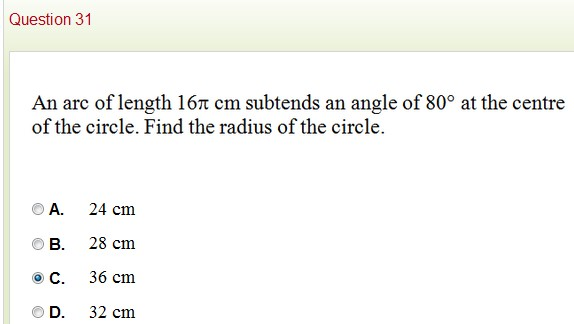 Question 31
An arc of length 16π cm subtends an angle of 80° at the centre
of the circle. Find the radius of the circle.
A. 24 cm
B. 28 cm
C. 36 cm
D. 32 cm